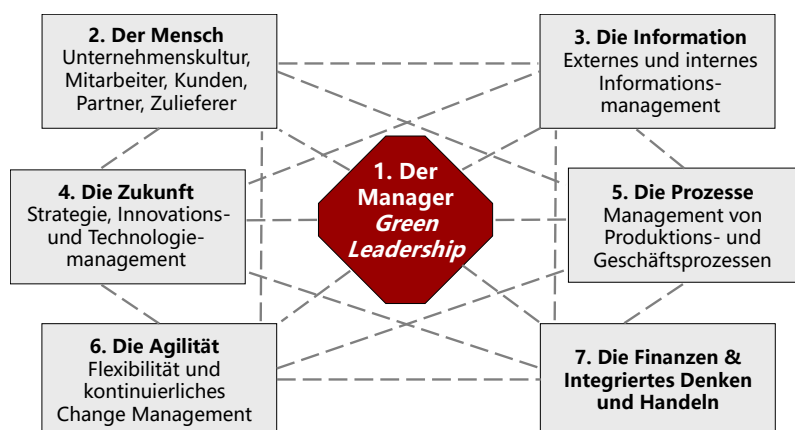 2. Der Mensch
Unternehmenskultur,
Mitarbeiter, Kunden,
Partner, Zulieferer
3. Die Information
Externes und internes
Informations-
management
1. Der
Manager
Green
Leadership
4. Die Zukunft
Strategie, Innovations-
und Technologie-
management
5. Die Prozesse
Management von
Produktions- und
Geschäftsprozessen
6. Die Agilität
Flexibilität und
kontinuierliches
Change Management
7. Die Finanzen &
Integriertes Denken
und Handeln